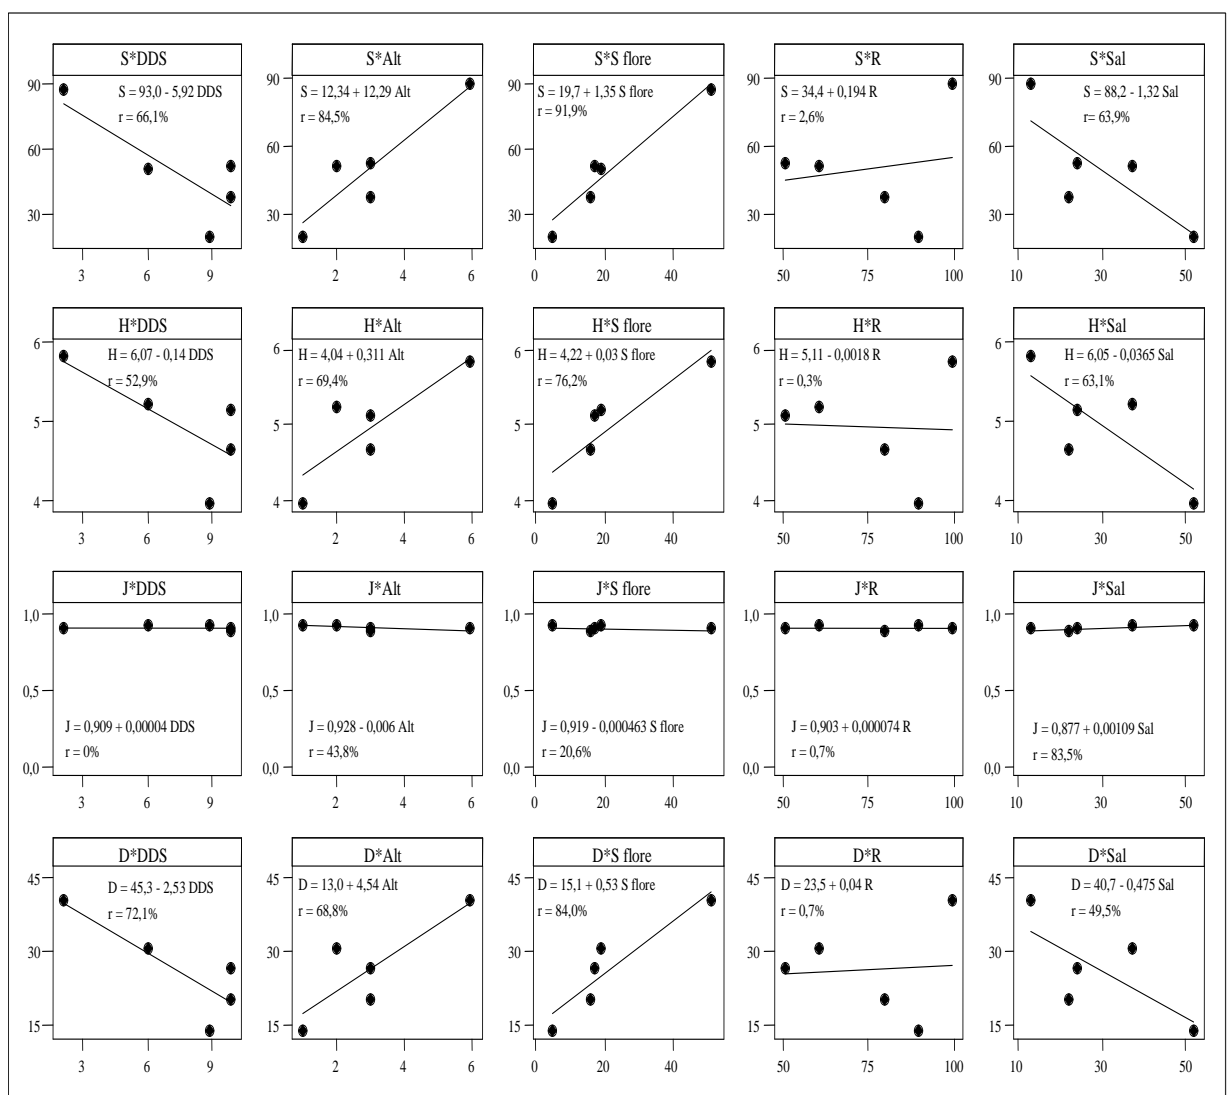 S*DDS
S = 93,0 - 5,92 DDS
r = 66,1%
90
60
30
3 6 9
S*Alt
S = 12,34 + 12,29 Alt
r = 84,5%
90
60
30
2 4 6
S*S flore
S = 19,7 + 1,35 S flore
r = 91,9%
90
60
30
0 20 40
S*R
S = 34,4 + 0,194 R
r = 2,6%
90
60
30
50 75 100
S*Sal
S = 88,2 - 1,32 Sal
r= 63,9%
90
60
30
10 30 50
H*DDS
H = 6,07 - 0,14 DDS
r = 52,9%
6
5
4
3 6 9
H*Alt
H = 4,04 + 0,311 Alt
r = 69,4%
6
5
4
2 4 6
H*S flore
H = 4,22 + 0,03 S flore
r = 76,2%
6
5
4
0 20 40
H*R
H = 5,11 - 0,0018 R
r = 0,3%
6
5
4
50 75 100
H*Sal
H = 6,05 - 0,0365 Sal
r = 63,1%
6
5
4
10 30 50
J*DDS
1,0
0,5
J = 0,909 + 0,00004 DDS
r = 0%
0,0
3 6 9
J*Alt
1,0
0,5
J = 0,928 - 0,006 Alt
r = 43,8%
0,0
2 4 6
J*S flore
1,0
0,5
J = 0,919 - 0,000463 S flore
r = 20,6%
0,0
0 20 40
J*R
1,0
0,5
J = 0,903 + 0,000074 R
r = 0,7%
0,0
50 75 100
J*Sal
1,0
0,5
J = 0,877 + 0,00109 Sal
r = 83,5%
0,0
10 30 50
D*DDS
45
D = 45,3 - 2,53 DDS
r = 72,1%
30
15
3 6 9
D*Alt
45
D = 13,0 + 4,54 Alt
r = 68,8%
30
15
2 4 6
D*S flore
45
D = 15,1 + 0,53 S flore
r = 84,0%
30
15
0 20 40
D*R
45
D = 23,5 + 0,04 R
r = 0,7%
30
15
50 75 100
D*Sal
45
D = 40,7 - 0,475 Sal
r = 49,5%
30
15
10 30 50